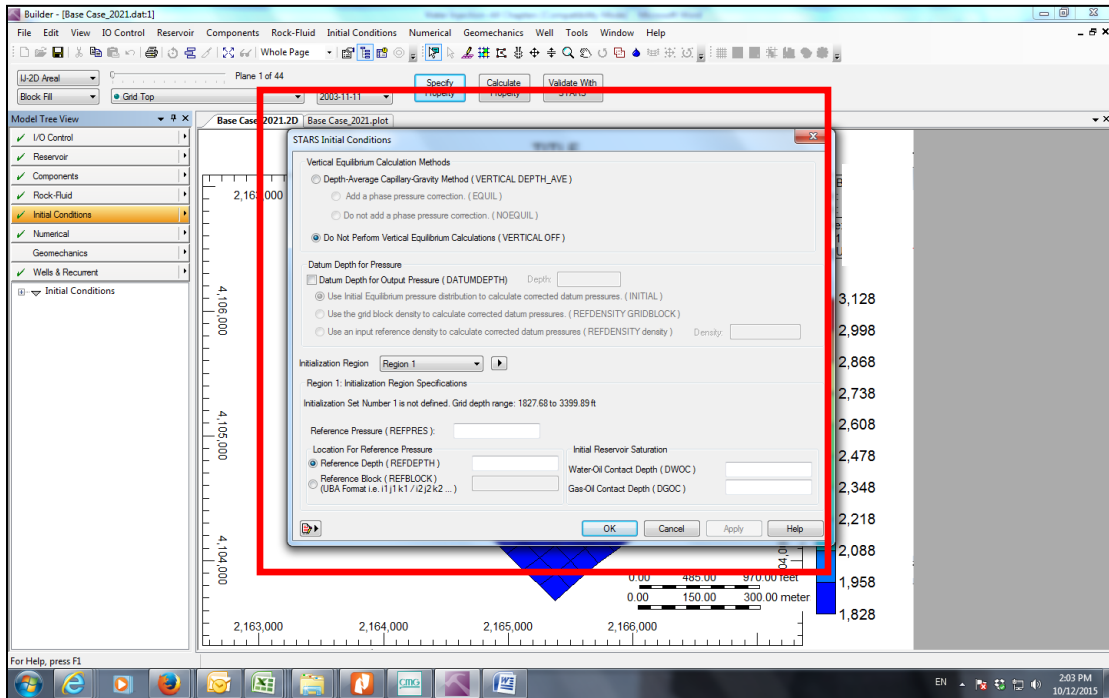 Builder - [Base Case_2021.dat:1]
File Edit View IO Control Reservoir Components Rock-Fluid Initial Conditions Numerical Geomechanics Well Tools Window Help
Whole Page
IJ-2D Areal Plane 1 of 44 Specify Property Calculate Property Validate With STARS
Block Fill Grid Top 2003-11-11
Model Tree View
Base Case_2021.2D Base Case_2021.plot
I/O Control
Reservoir
Components
Rock-Fluid
Initial Conditions
Numerical
Geomechanics
Wells & Recurrent
Initial Conditions
STARS Initial Conditions
Vertical Equilibrium Calculation Methods
Depth-Average Capillary-Gravity Method ( VERTICAL DEPTH_AVE )
Add a phase pressure correction. ( EQUIL )
Do not add a phase pressure correction. ( NOEQUIL )
Do Not Perform Vertical Equilibrium Calculations ( VERTICAL OFF )
Datum Depth for Pressure
Datum Depth for Output Pressure ( DATUMDEPTH) Depth:
Use Initial Equilibrium pressure distribution to calculate corrected datum pressures. ( INITIAL )
Use the grid block density to calculate corrected datum pressures. ( REFDENSITY GRIDBLOCK )
Use an input reference density to calculate corrected datum pressures ( REFDENSITY density ) Density:
Initialization Region Region 1
Region 1: Initialization Region Specifications
Initialization Set Number 1 is not defined. Grid depth range: 1827.68 to 3399.89 ft
Reference Pressure ( REFPRES ):
Location For Reference Pressure
Reference Depth ( REFDEPTH )
Reference Block ( REFBLOCK )
(UBA Format i.e. i1 j1 k1 / i2 j2 k2 ... )
Initial Reservoir Saturation
Water-Oil Contact Depth ( DWOC )
Gas-Oil Contact Depth ( DGOC )
OK Cancel Apply Help
4,106,000
4,105,000
4,104,000
3,128
2,998
2,868
2,738
2,608
2,478
2,348
2,218
2,088
1,958
1,828
0.00 485.00 970.00 feet
0.00 150.00 300.00 meter
2,163,000 2,164,000 2,165,000 2,166,000
For Help, press F1
CMG
EN 2:03 PM
10/12/2015